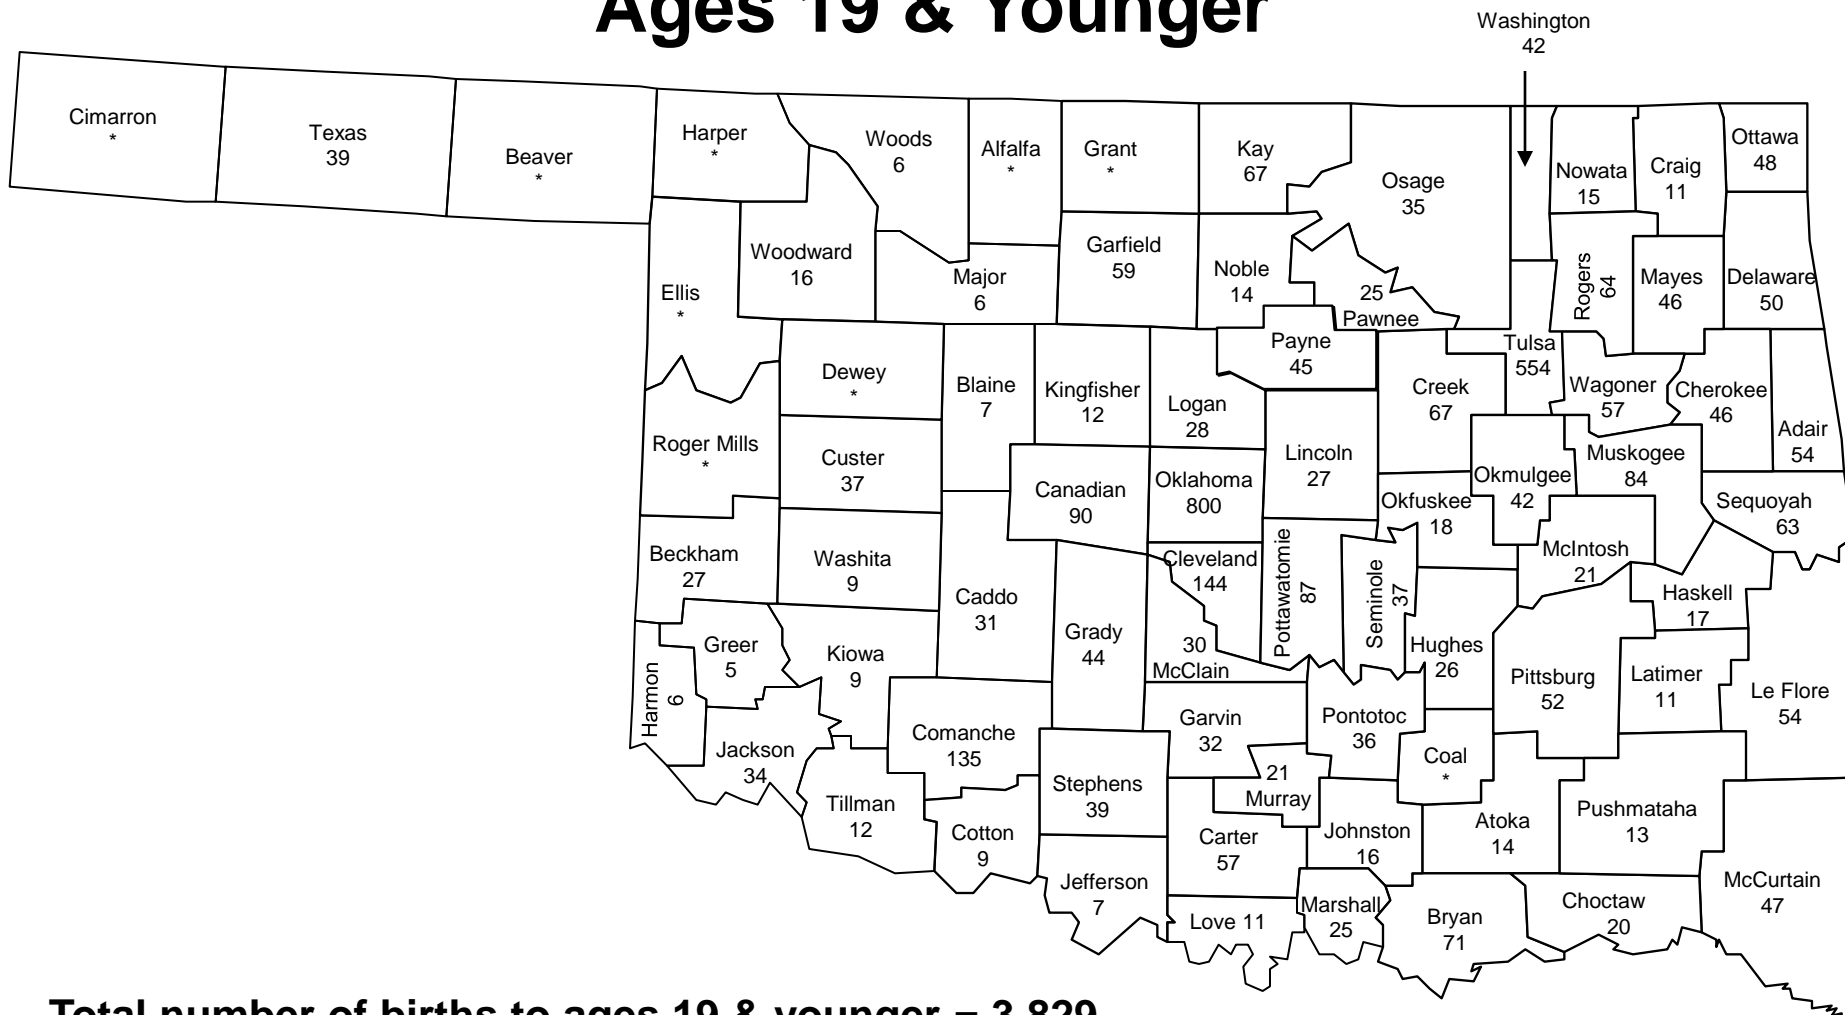 Ages 19 & Younger
Washington
42
Cimarron
*
Texas
39
Beaver
*
Harper
*
Woods
6
Alfalfa
*
Grant
*
Kay
67
Osage
35
Nowata
15
Craig
11
Ottawa
48
Woodward
16
Major
6
Garfield
59
Noble
14
25
Pawnee
Rogers
64
Mayes
46
Delaware
50
Ellis
*
Dewey
*
Blaine
7
Kingfisher
12
Logan
28
Payne
45
Creek
67
Tulsa
554
Wagoner
57
Cherokee
46
Adair
54
Roger Mills
*
Custer
37
Canadian
90
Oklahoma
800
Lincoln
27
Okfuskee
18
Okmulgee
42
Muskogee
84
Sequoyah
63
Beckham
27
Washita
9
Caddo
31
Grady
44
Cleveland
144
30
McClain
Pottawatomie
87
Seminole
37
Hughes
26
McIntosh
21
Haskell
17
Pittsburg
52
Latimer
11
Le Flore
54
Harmon
6
Greer
5
Kiowa
9
Jackson
34
Comanche
135
Tillman
12
Cotton
9
Stephens
39
Garvin
32
21
Murray
Pontotoc
36
Coal
*
Carter
57
Johnston
16
Atoka
14
Pushmataha
13
McCurtain
47
Jefferson
7
Love 11
Marshall
25
Bryan
71
Choctaw
20
Total number of births to ages 19 & younger = 3,829